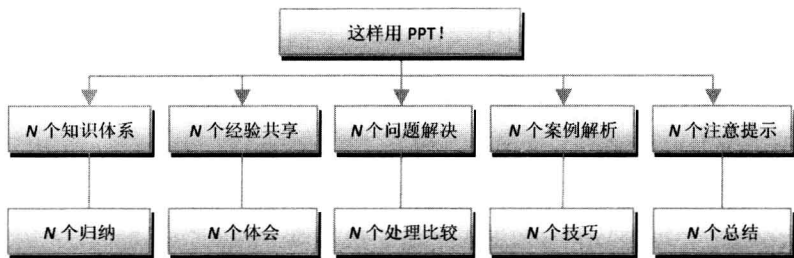 这样用 PPT!
N 个知识体系
N 个经验共享
N 个问题解决
N 个案例解析
N 个注意提示
N 个归纳
N 个体会
N 个处理比较
N 个技巧
N 个总结